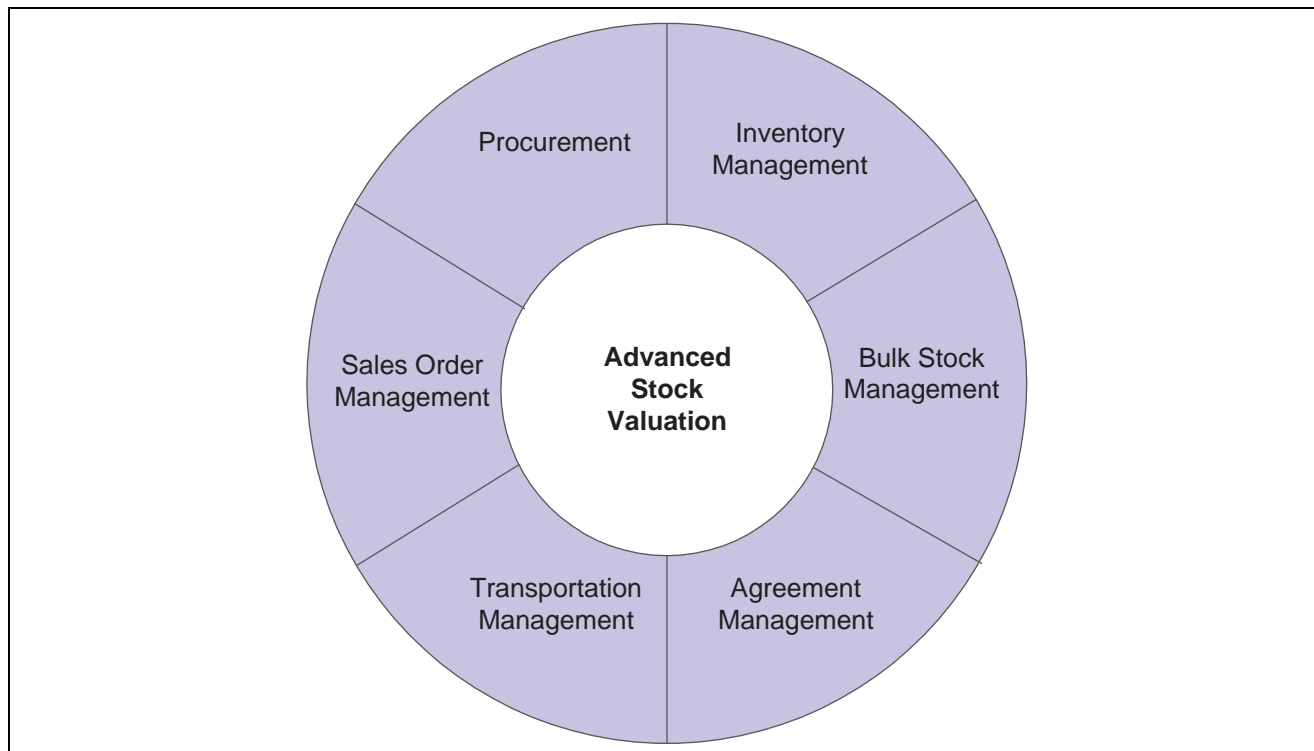 Procurement
Inventory
Management
Sales Order
Management
Advanced
Stock
Valuation
Bulk Stock
Management
Transportation
Management
Agreement
Management